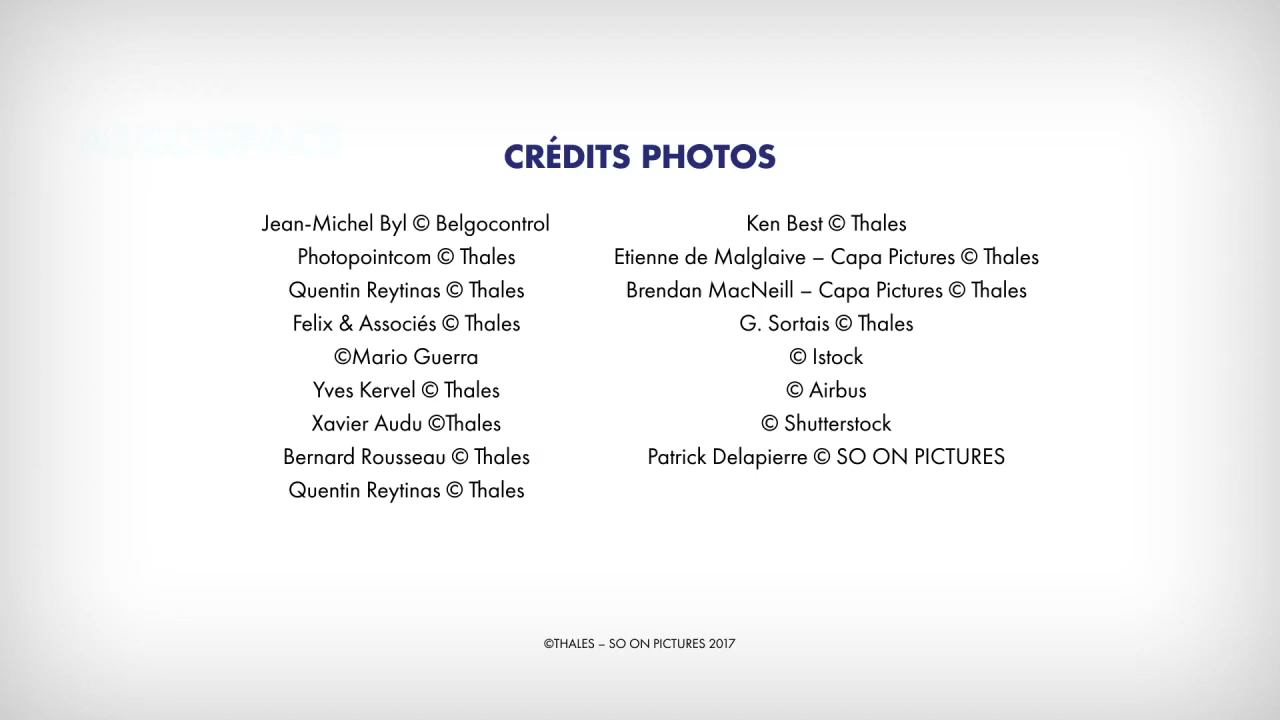 CRÉDITS PHOTOS
Jean-Michel Byl © Belgocontrol
Photopointcom © Thales
Quentin Reytinas © Thales
Felix & Associés © Thales
©Mario Guerra
Yves Kervel © Thales
Xavier Audu ©Thales
Bernard Rousseau © Thales
Quentin Reytinas © Thales
Ken Best © Thales
Etienne de Malglaive – Capa Pictures © Thales
Brendan MacNeill – Capa Pictures © Thales
G. Sortais © Thales
© Istock
© Airbus
© Shutterstock
Patrick Delapierre © SO ON PICTURES
©THALES – SO ON PICTURES 2017